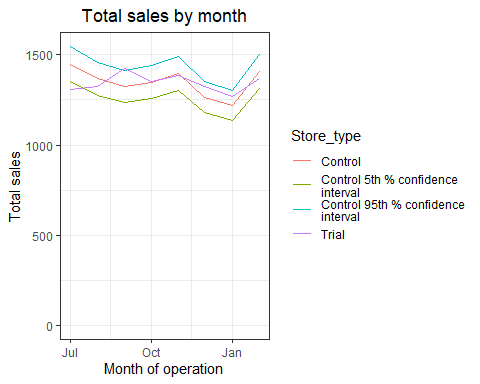 Total sales by month
Total sales
1500
1000
500
0
Jul
Oct
Jan
Month of operation
Store_type
Control
Control 5th % confidence
interval
Control 95th % confidence
interval
Trial